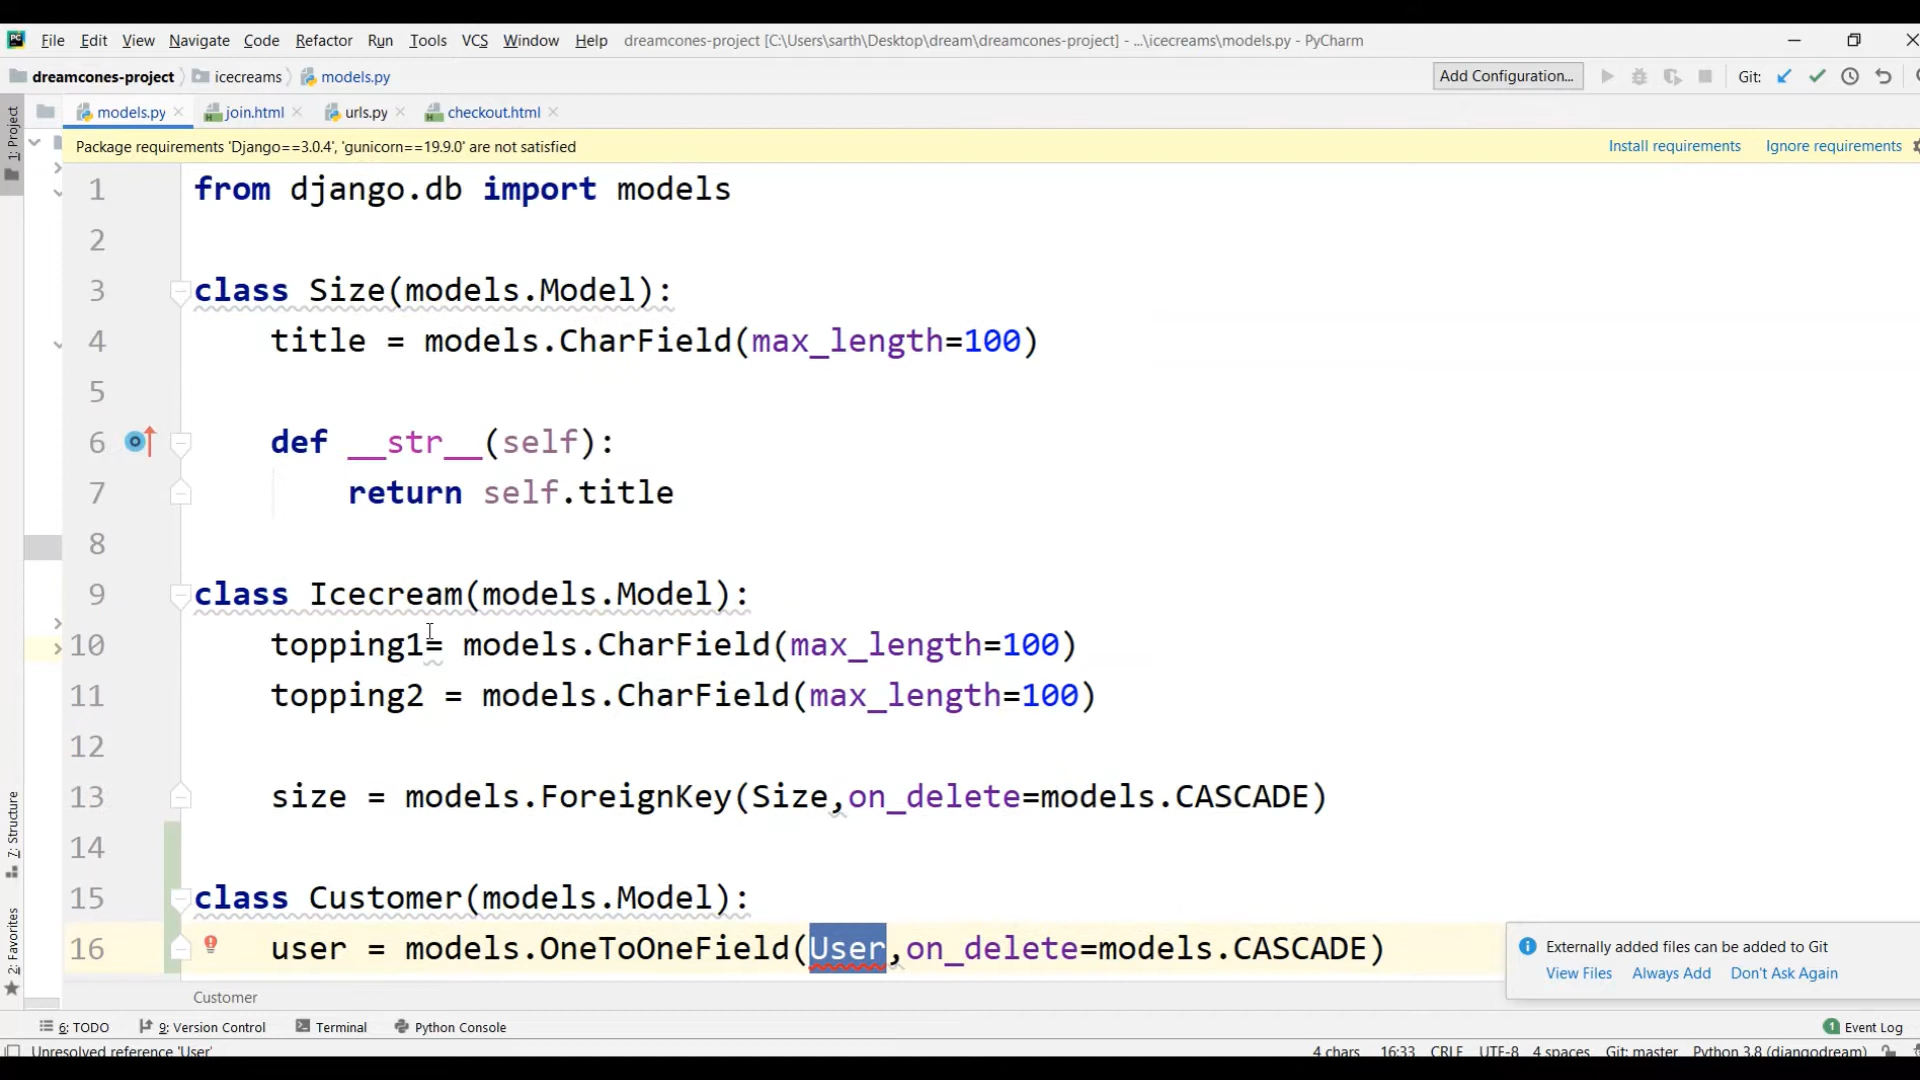 File Edit View Navigate Code Refactor Run Tools VCS Window Help dreamcones-project [C:\Users\sarth\Desktop\dream\dreamcones-project] - ...\icecreams\models.py - PyCharm
dreamcones-project icecreams models.py Add Configuration... Git:
models.py join.html urls.py checkout.html
1: Project
Package requirements 'Django==3.0.4', 'gunicorn==19.9.0' are not satisfied Install requirements Ignore requirements
1 from django.db import models
2
3 class Size(models.Model):
4 title = models.CharField(max_length=100)
5
6 def __str__(self):
7 return self.title
8
9 class Icecream(models.Model):
10 topping1= models.CharField(max_length=100)
11 topping2 = models.CharField(max_length=100)
12
13 size = models.ForeignKey(Size,on_delete=models.CASCADE)
14
15 class Customer(models.Model):
16 user = models.OneToOneField(User,on_delete=models.CASCADE)
7: Structure
2: Favorites
Externally added files can be added to Git
View Files Always Add Don't Ask Again
Customer
6: TODO 9: Version Control Terminal Python Console 1 Event Log
Unresolved reference 'User' 4 chars 16:33 CRLF UTF-8 4 spaces Git: master Python 3.8 (djangodream)